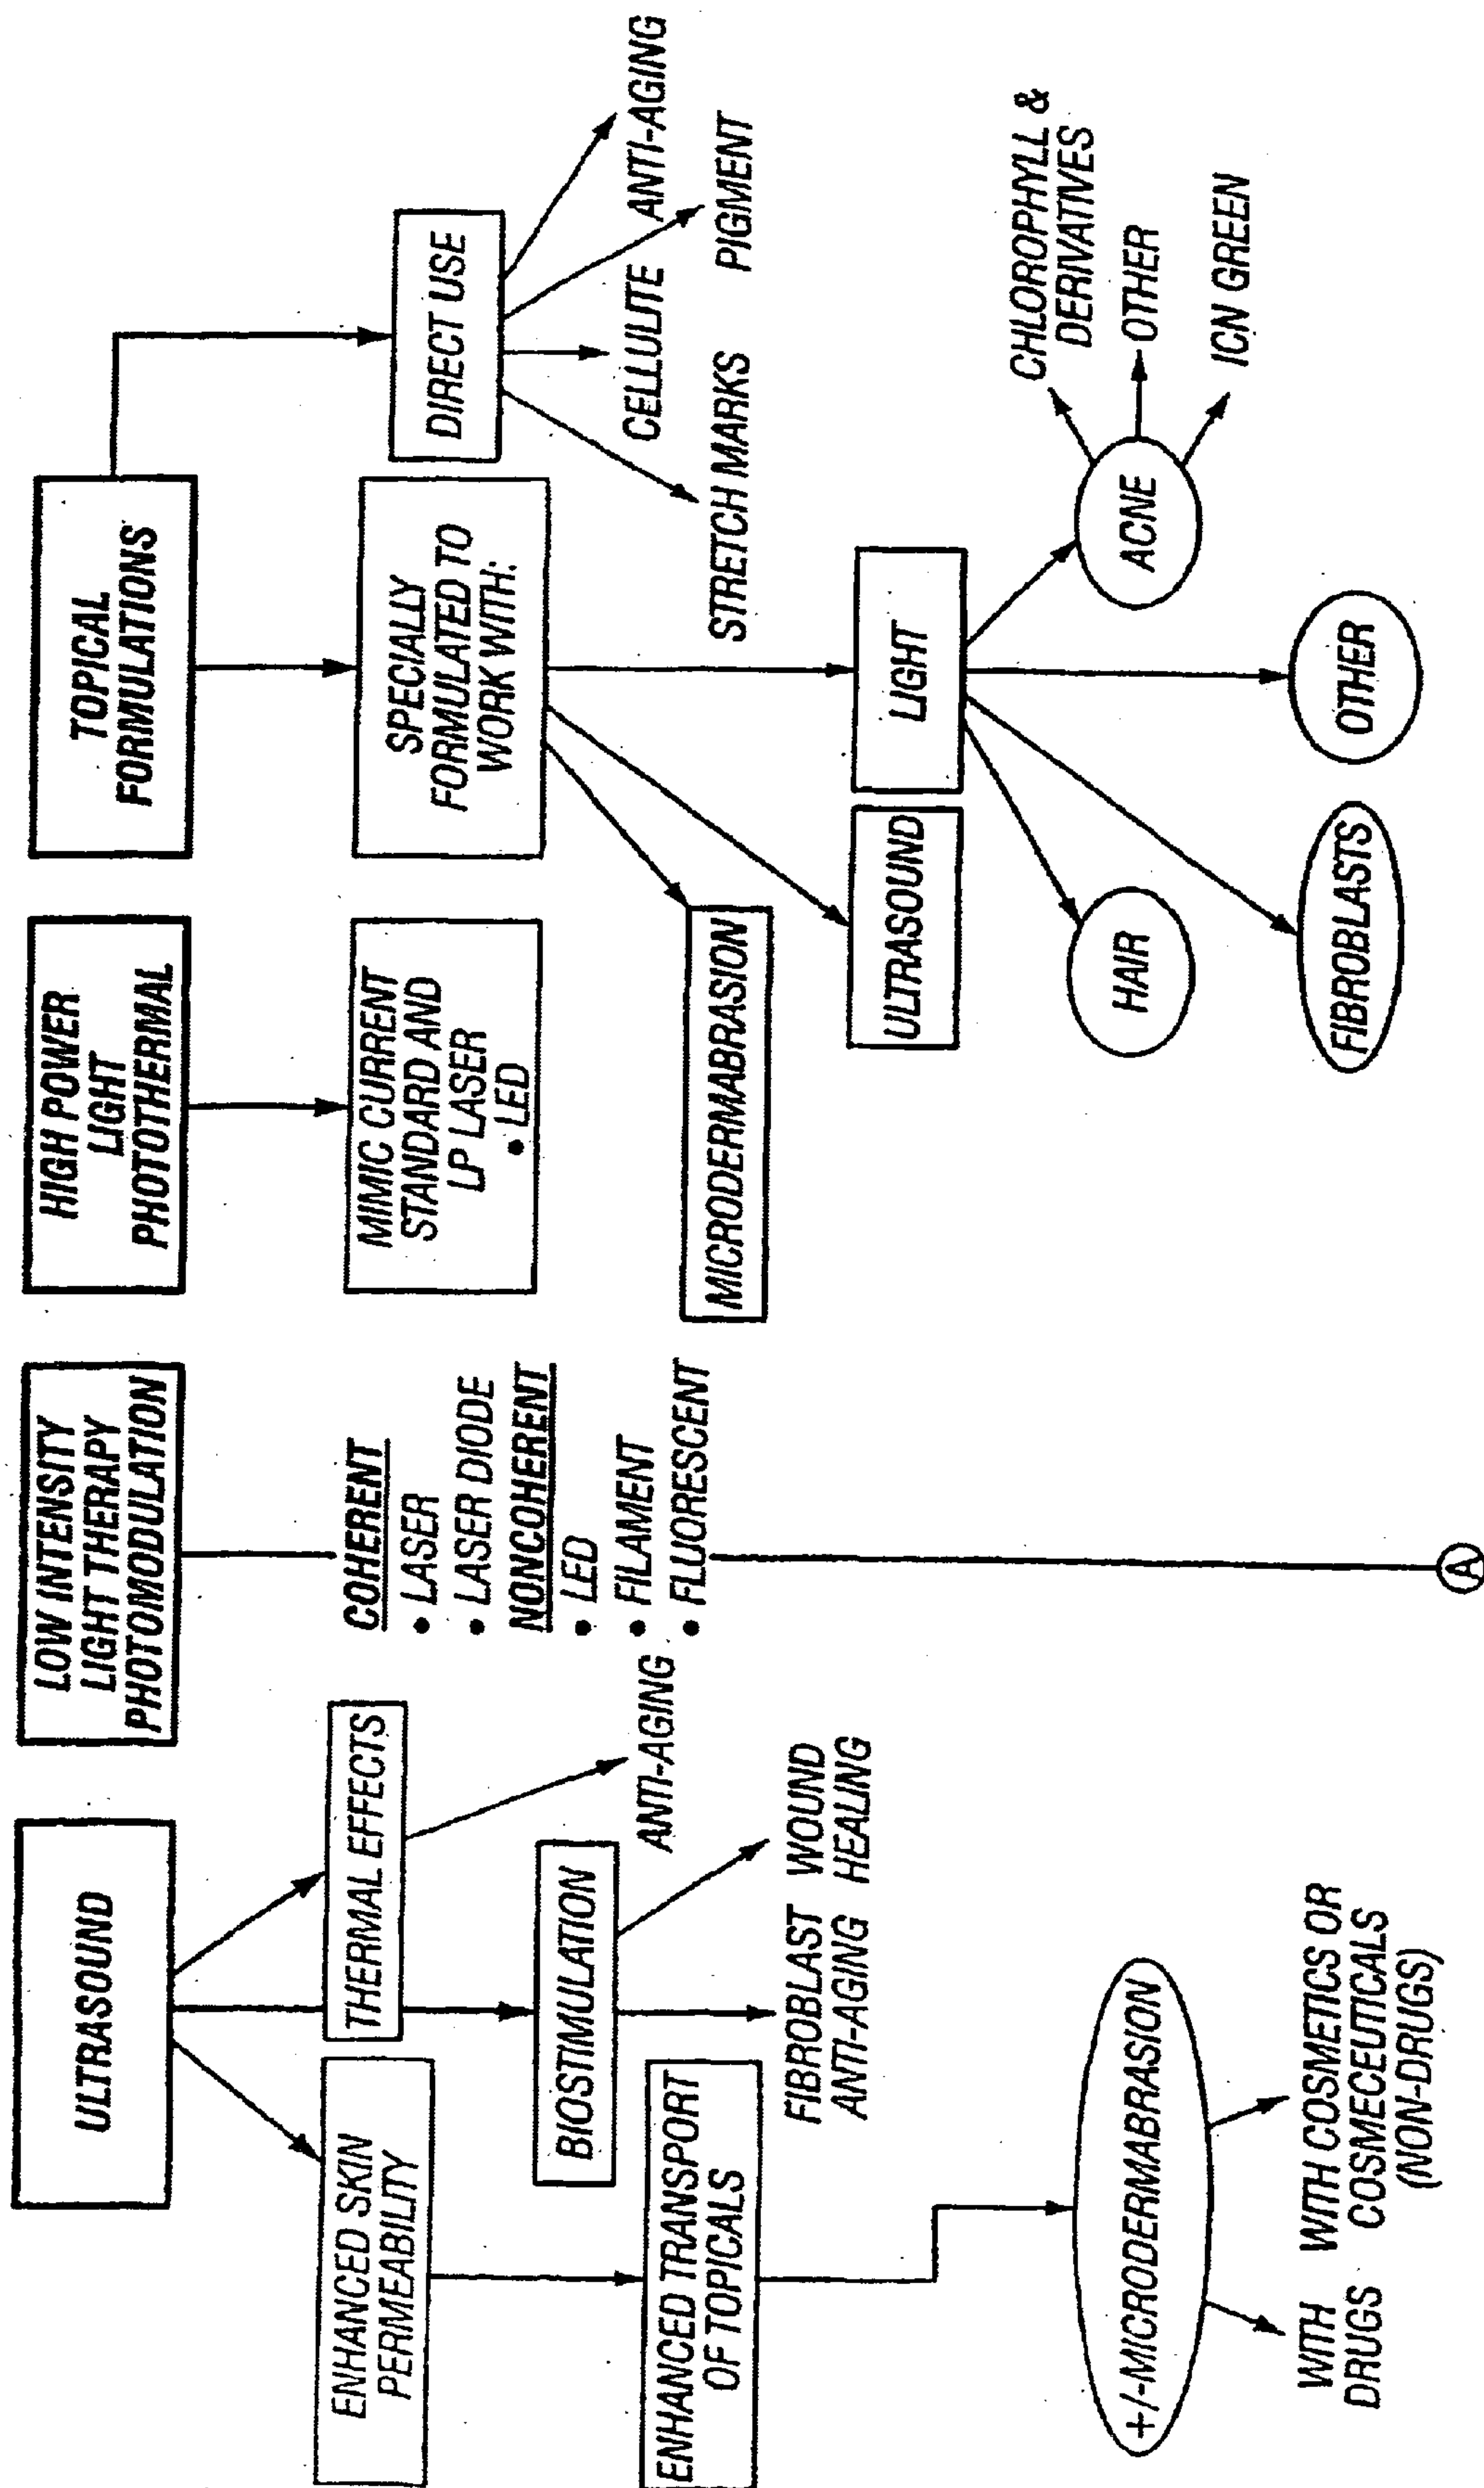 ULTRASOUND
LOW INTENSITY
LIGHT THERAPY
PHOTOMODULATION
HIGH POWER
LIGHT
PHOTOTHERMAL
TOPICAL
FORMULATIONS
ENHANCED SKIN
PERMEABILITY
THERMAL EFFECTS
BIOSTIMULATION
ANTI-AGING
ENHANCED TRANSPORT
OF TOPICALS
FIBROBLAST
ANTI-AGING
WOUND
HEALING
+/-MICRODERMABRASION
WITH
DRUGS
WITH COSMETICS OR
COSMECEUTICALS
(NON-DRUGS)
COHERENT
• LASER
• LASER DIODE
NONCOHERENT
• LED
• FILAMENT
• FLUORESCENT
A
MIMIC CURRENT
STANDARD AND
LP LASER
• LED
SPECIALLY
FORMULATED TO
WORK WITH:
DIRECT USE
STRETCH MARKS
CELLULITE
PIGMENT
ANTI-AGING
MICRODERMABRASION
ULTRASOUND
LIGHT
HAIR
FIBROBLASTS
OTHER
ACNE
CHLOROPHYLL &
DERIVATIVES
OTHER
ICN GREEN